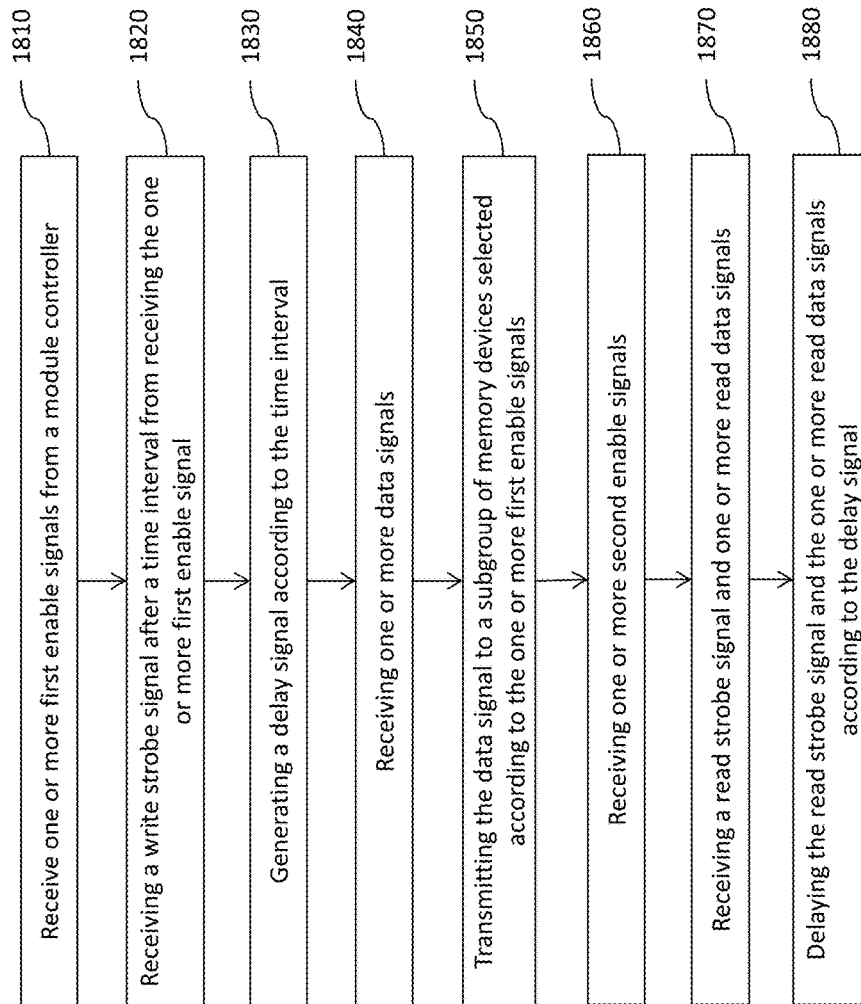 1810
Receive one or more first enable signals from a module controller
1820
Receiving a write strobe signal after a time interval from receiving the one
or more first enable signal
1830
Generating a delay signal according to the time interval
1840
Receiving one or more data signals
1850
Transmitting the data signal to a subgroup of memory devices selected
according to the one or more first enable signals
1860
Receiving one or more second enable signals
1870
Receiving a read strobe signal and one or more read data signals
1880
Delaying the read strobe signal and the one or more read data signals
according to the delay signal